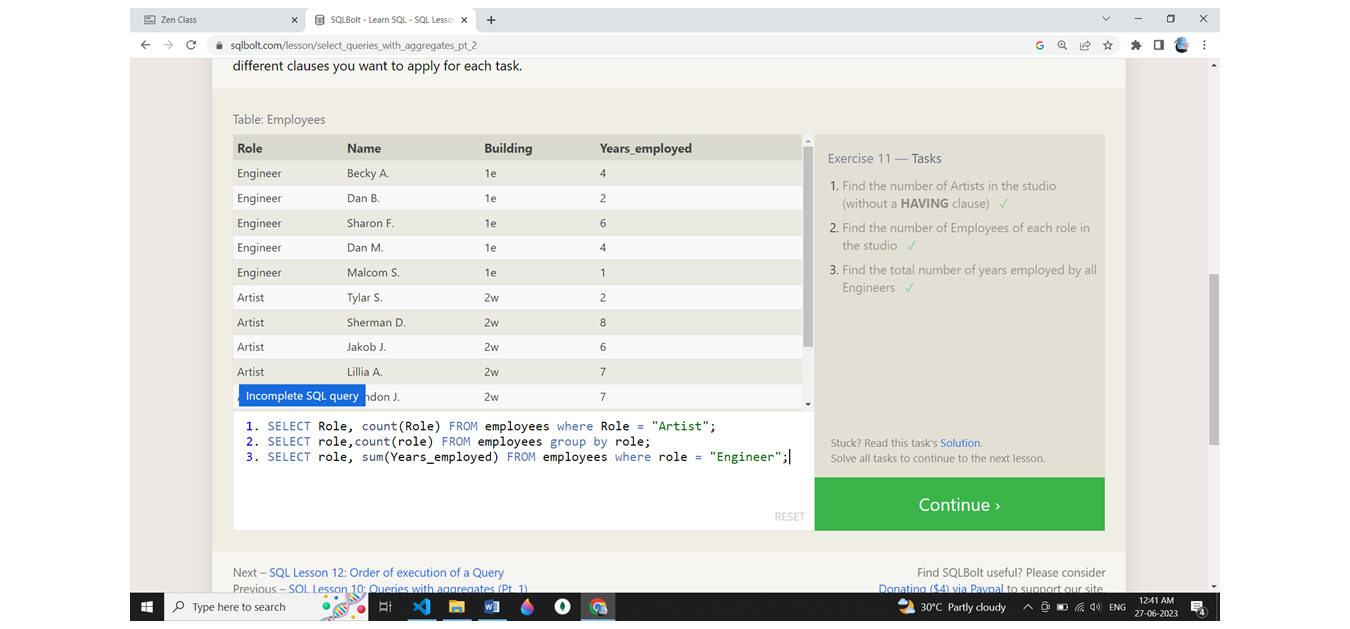 Zen Class
SQLBolt - Learn SQL - SQL Lesso
sqlbolt.com/lesson/select_queries_with_aggregates_pt_2
different clauses you want to apply for each task.
Table: Employees
Role Name Building Years_employed
Engineer Becky A. 1e 4
Engineer Dan B. 1e 2
Engineer Sharon F. 1e 6
Engineer Dan M. 1e 4
Engineer Malcom S. 1e 1
Artist Tylar S. 2w 2
Artist Sherman D. 2w 8
Artist Jakob J. 2w 6
Artist Lillia A. 2w 7
ndon J. 2w 7
Incomplete SQL query
1. SELECT Role, count(Role) FROM employees where Role = "Artist";
2. SELECT role,count(role) FROM employees group by role;
3. SELECT role, sum(Years_employed) FROM employees where role = "Engineer";
RESET
Exercise 11 — Tasks
1. Find the number of Artists in the studio
(without a HAVING clause) ✓
2. Find the number of Employees of each role in
the studio ✓
3. Find the total number of years employed by all
Engineers ✓
Stuck? Read this task's Solution.
Solve all tasks to continue to the next lesson.
Continue ›
Next – SQL Lesson 12: Order of execution of a Query
Previous – SQL Lesson 10: Queries with aggregates (Pt. 1)
Find SQLBolt useful? Please consider
Donating ($4) via Paypal to support our site.
Type here to search
30°C Partly cloudy
ENG
12:41 AM
27-06-2023
4